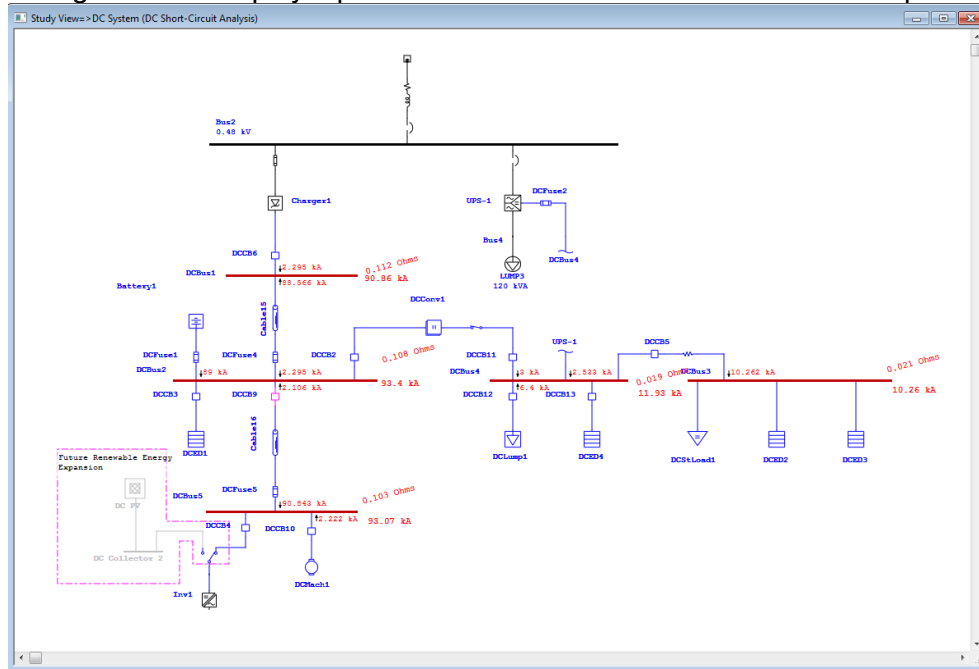 Study View=>DC System (DC Short-Circuit Analysis)
Bus2
0.48 kV
Charger1
UPS-1
DCFuse2
Bus4
DCBus4
LUMP3
120 kVA
DCCB6
DCBus1
2.295 kA
0.112 Ohms
90.86 kA
88.566 kA
Battery1
Cable15
DCConv1
DCFuse1
DCFuse4
DCCB2
0.108 Ohms
DCCB11
UPS-1
DCCB5
DCBus2
59 kA
2.295 kA
93.4 kA
DCBus4
3 kA
2.533 kA
0.019 Ohms
11.93 kA
DCBus3
10.262 kA
0.021 Ohms
10.26 kA
DCCB3
DCCB9
2.106 kA
DCCB12
6.4 kA
DCCB13
DCED1
Cable16
DCLump1
DCED4
DCStLoad1
DCED2
DCED3
Future Renewable Energy
Expansion
DC PV
DC Collector 2
DCBus5
DCFuse5
90.843 kA
0.103 Ohms
93.07 kA
DCCB4
DCCB10
2.222 kA
DCMach1
Inv1